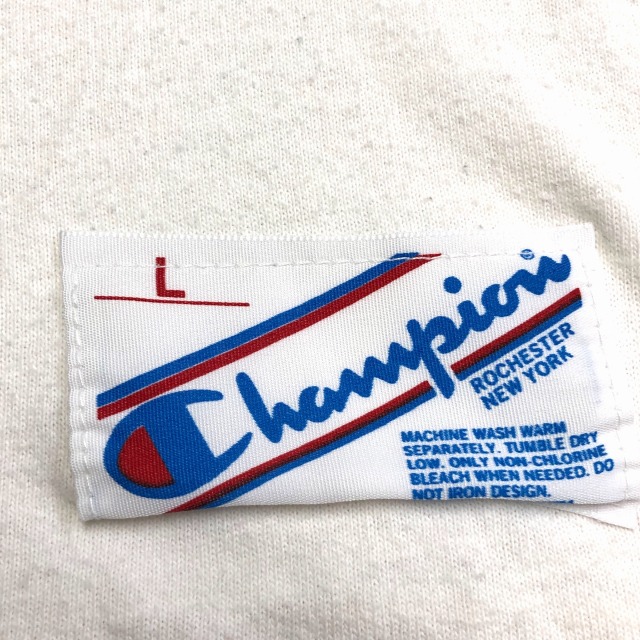 L
Champion®
ROCHESTER
NEW YORK
MACHINE WASH WARM
SEPARATELY. TUMBLE DRY
LOW. ONLY NON-CHLORINE
BLEACH WHEN NEEDED. DO
NOT IRON DESIGN.